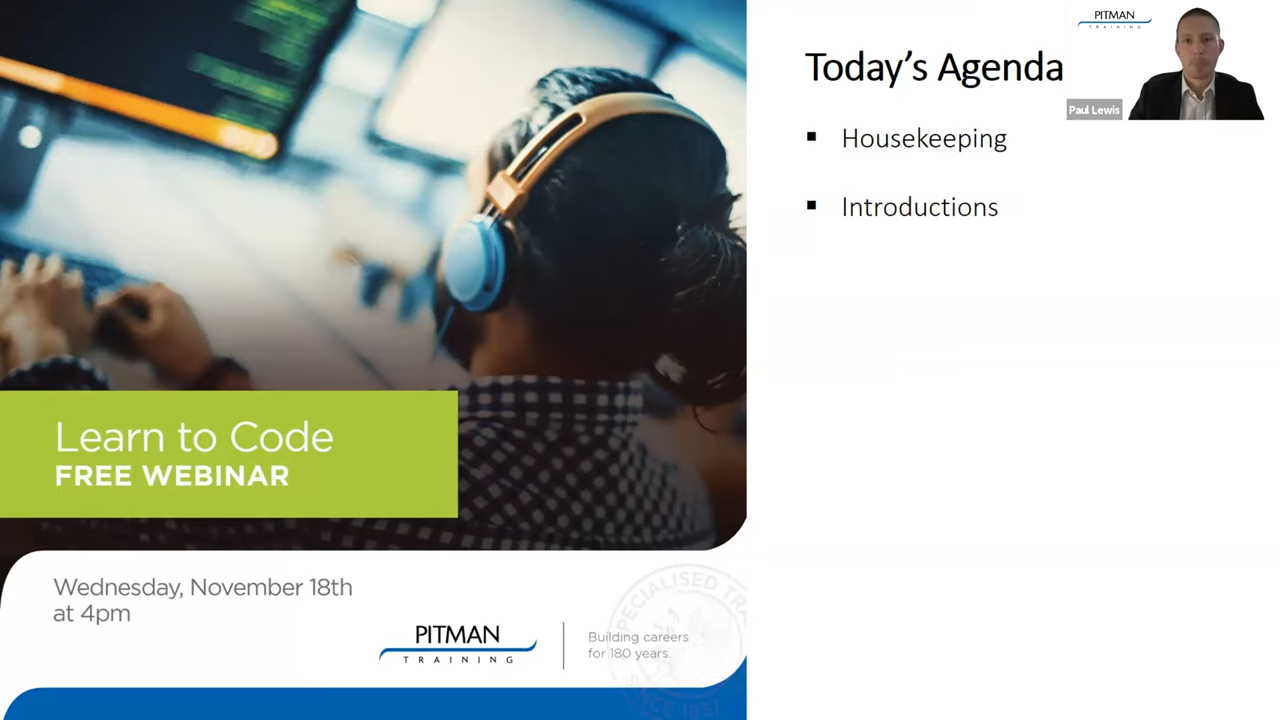 Learn to Code
FREE WEBINAR
Wednesday, November 18th
at 4pm
PITMAN
TRAINING
Building careers
for 180 years.
Today's Agenda
▪ Housekeeping
▪ Introductions
PITMAN
TRAINING
Paul Lewis